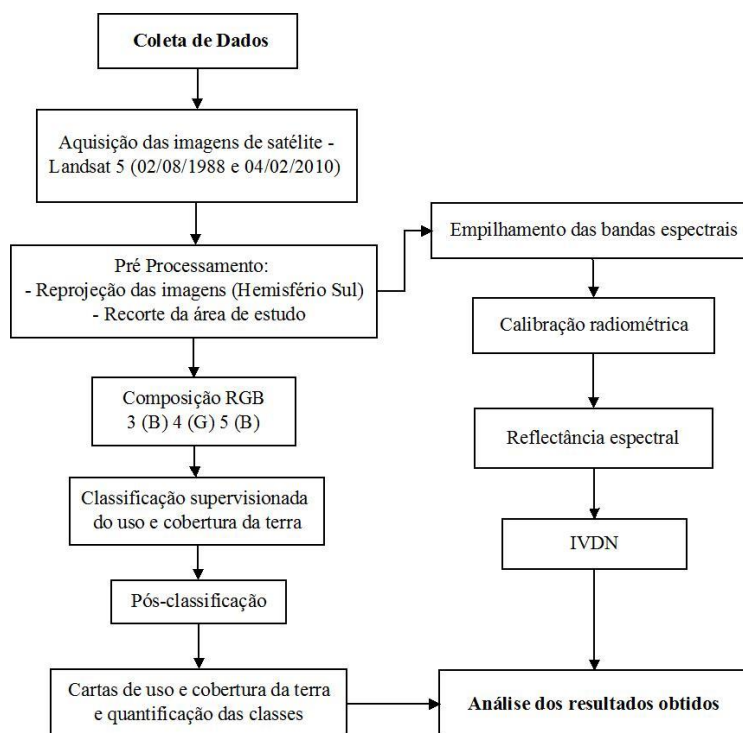 Coleta de Dados
Aquisição das imagens de satélite -
Landsat 5 (02/08/1988 e 04/02/2010)
Pré Processamento:
- Reprojeção das imagens (Hemisfério Sul)
- Recorte da área de estudo
Composição RGB
3 (B) 4 (G) 5 (B)
Classificação supervisionada
do uso e cobertura da terra
Pós-classificação
Cartas de uso e cobertura da terra
e quantificação das classes
Empilhamento das bandas espectrais
Calibração radiométrica
Reflectância espectral
IVDN
Análise dos resultados obtidos